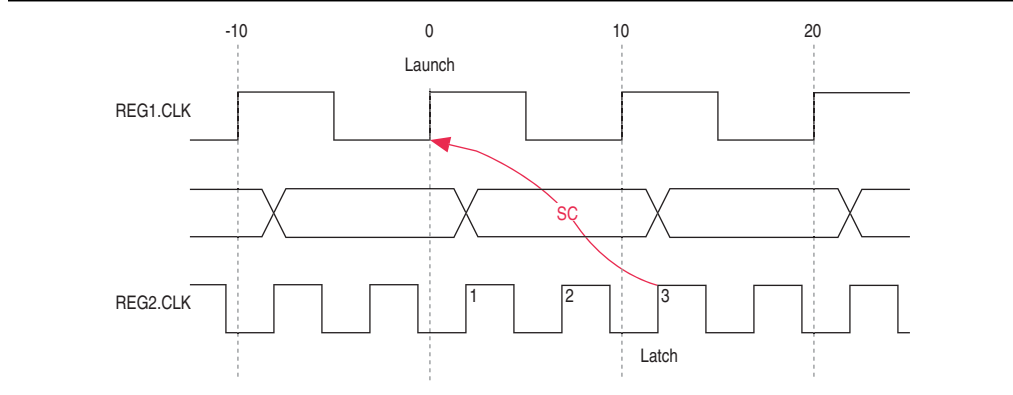 -10 0 10 20
Launch
REG1.CLK
SC
REG2.CLK 1 2 3
Latch